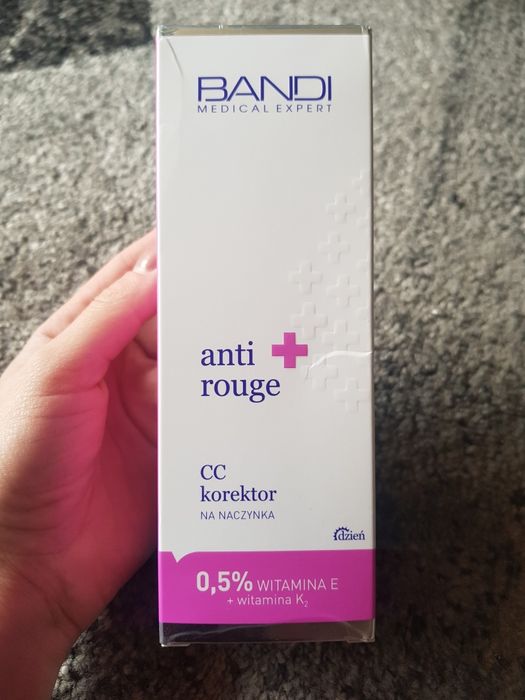 BANDI
MEDICAL EXPERT
anti
rouge
CC
korektor
NA NACZYNKA
dzień
0,5% WITAMINA E
+ witamina K₂